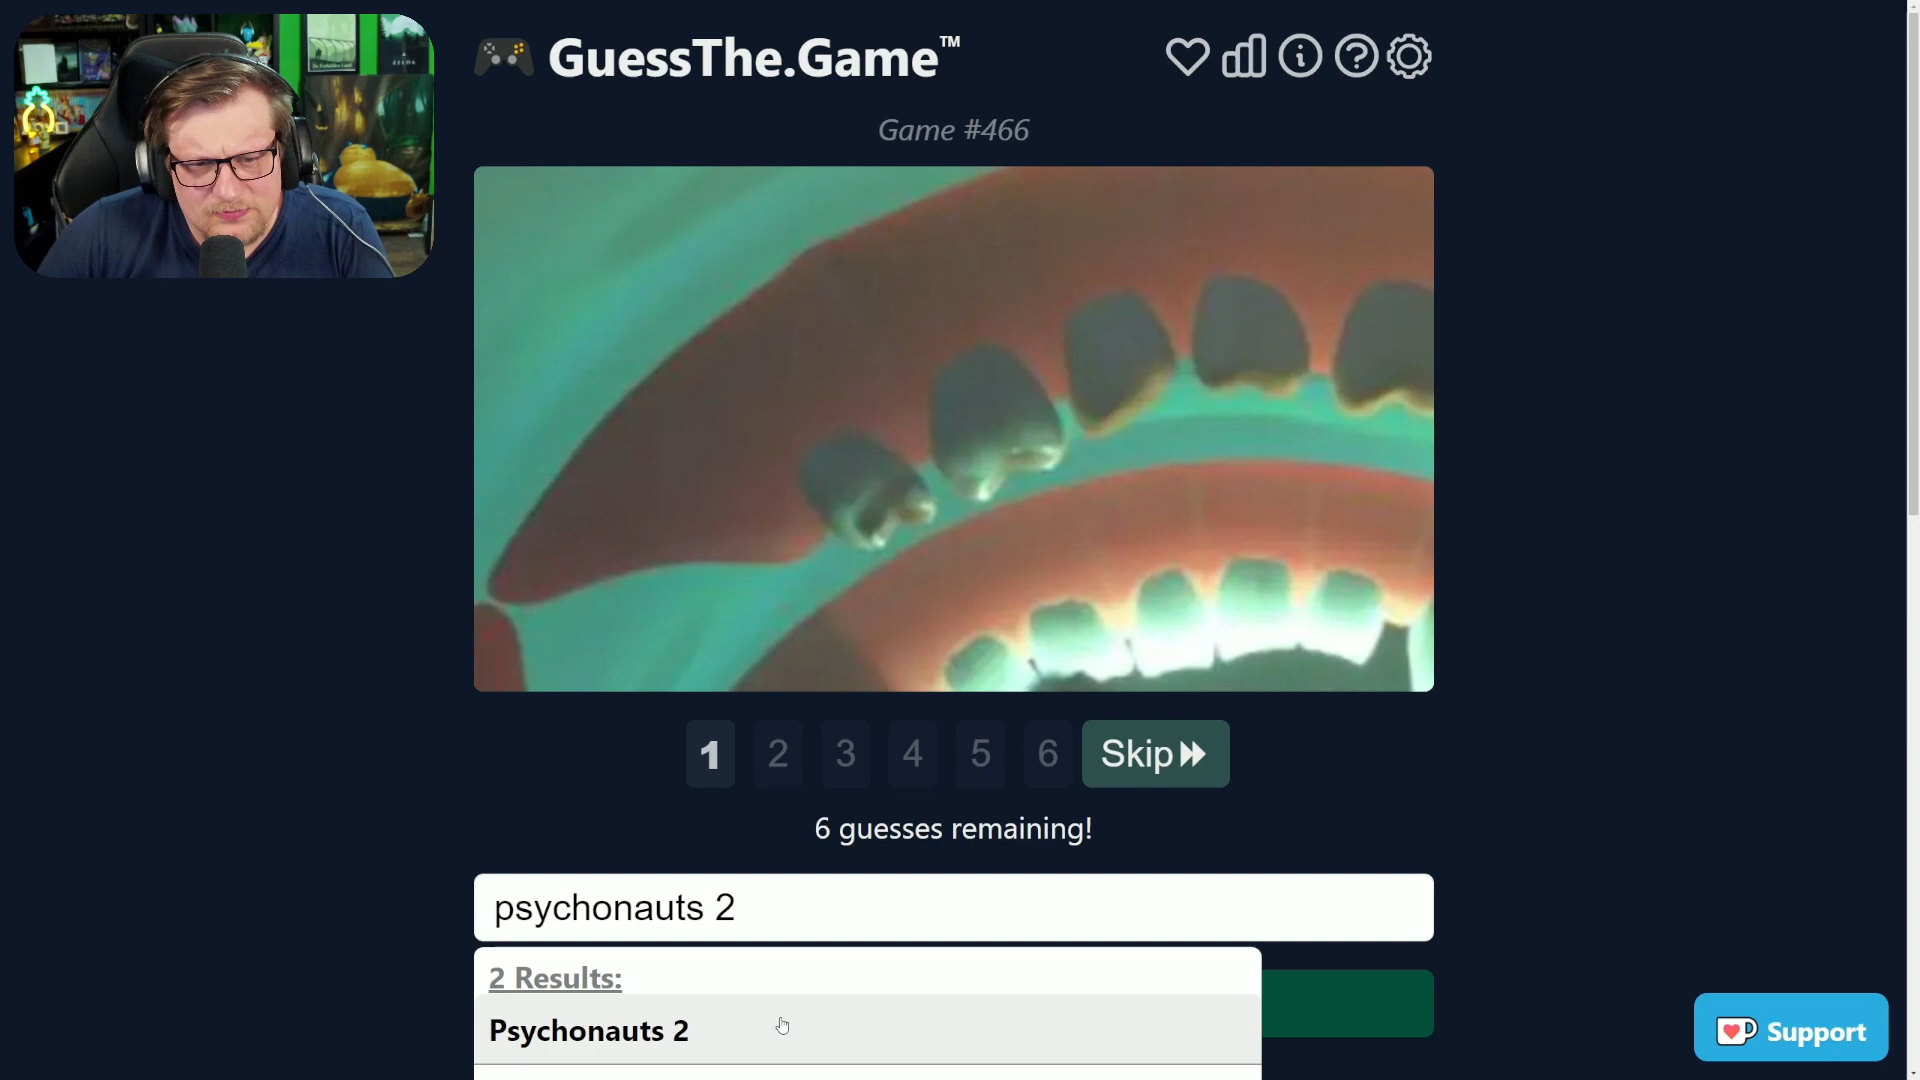 GuessThe.Game™
Game #466
1 2 3 4 5 6 Skip
6 guesses remaining!
psychonauts 2
2 Results:
Psychonauts 2
Support
ZELDA